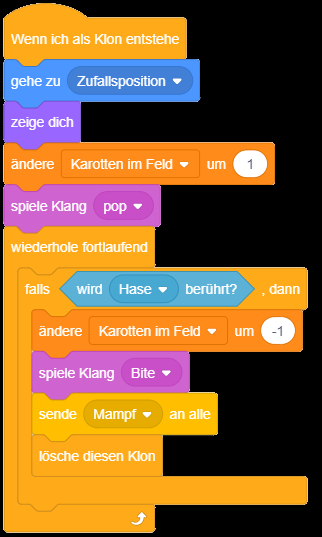 Wenn ich als Klon entstehe
gehe zu Zufallsposition
zeige dich
ändere Karotten im Feld um 1
spiele Klang pop
wiederhole fortlaufend
falls wird Hase berührt? , dann
ändere Karotten im Feld um -1
spiele Klang Bite
sende Mampf an alle
lösche diesen Klon